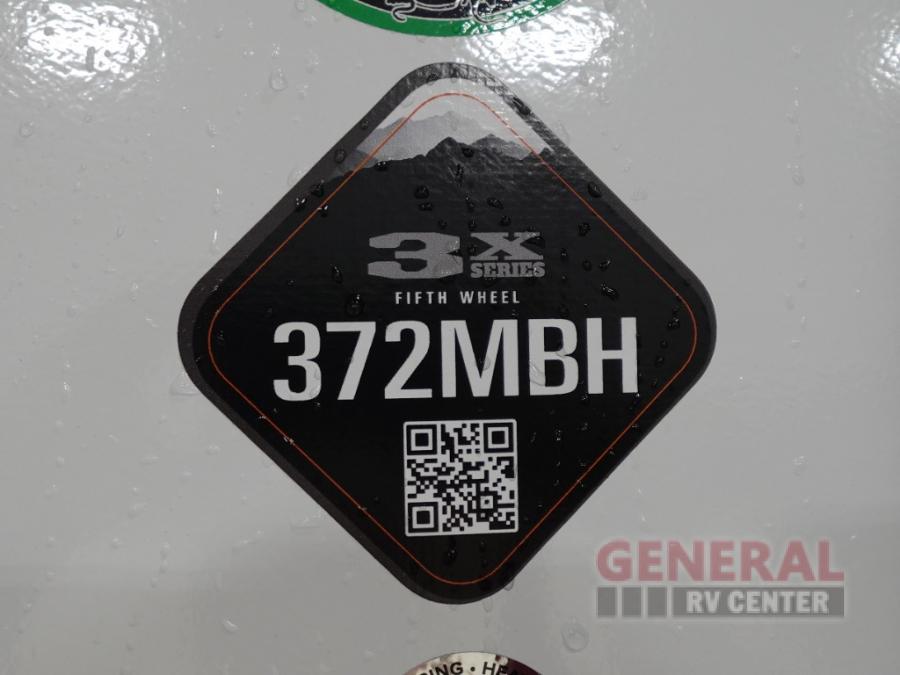 3X
SERIES
FIFTH WHEEL
372MBH
GENERAL
RV CENTER